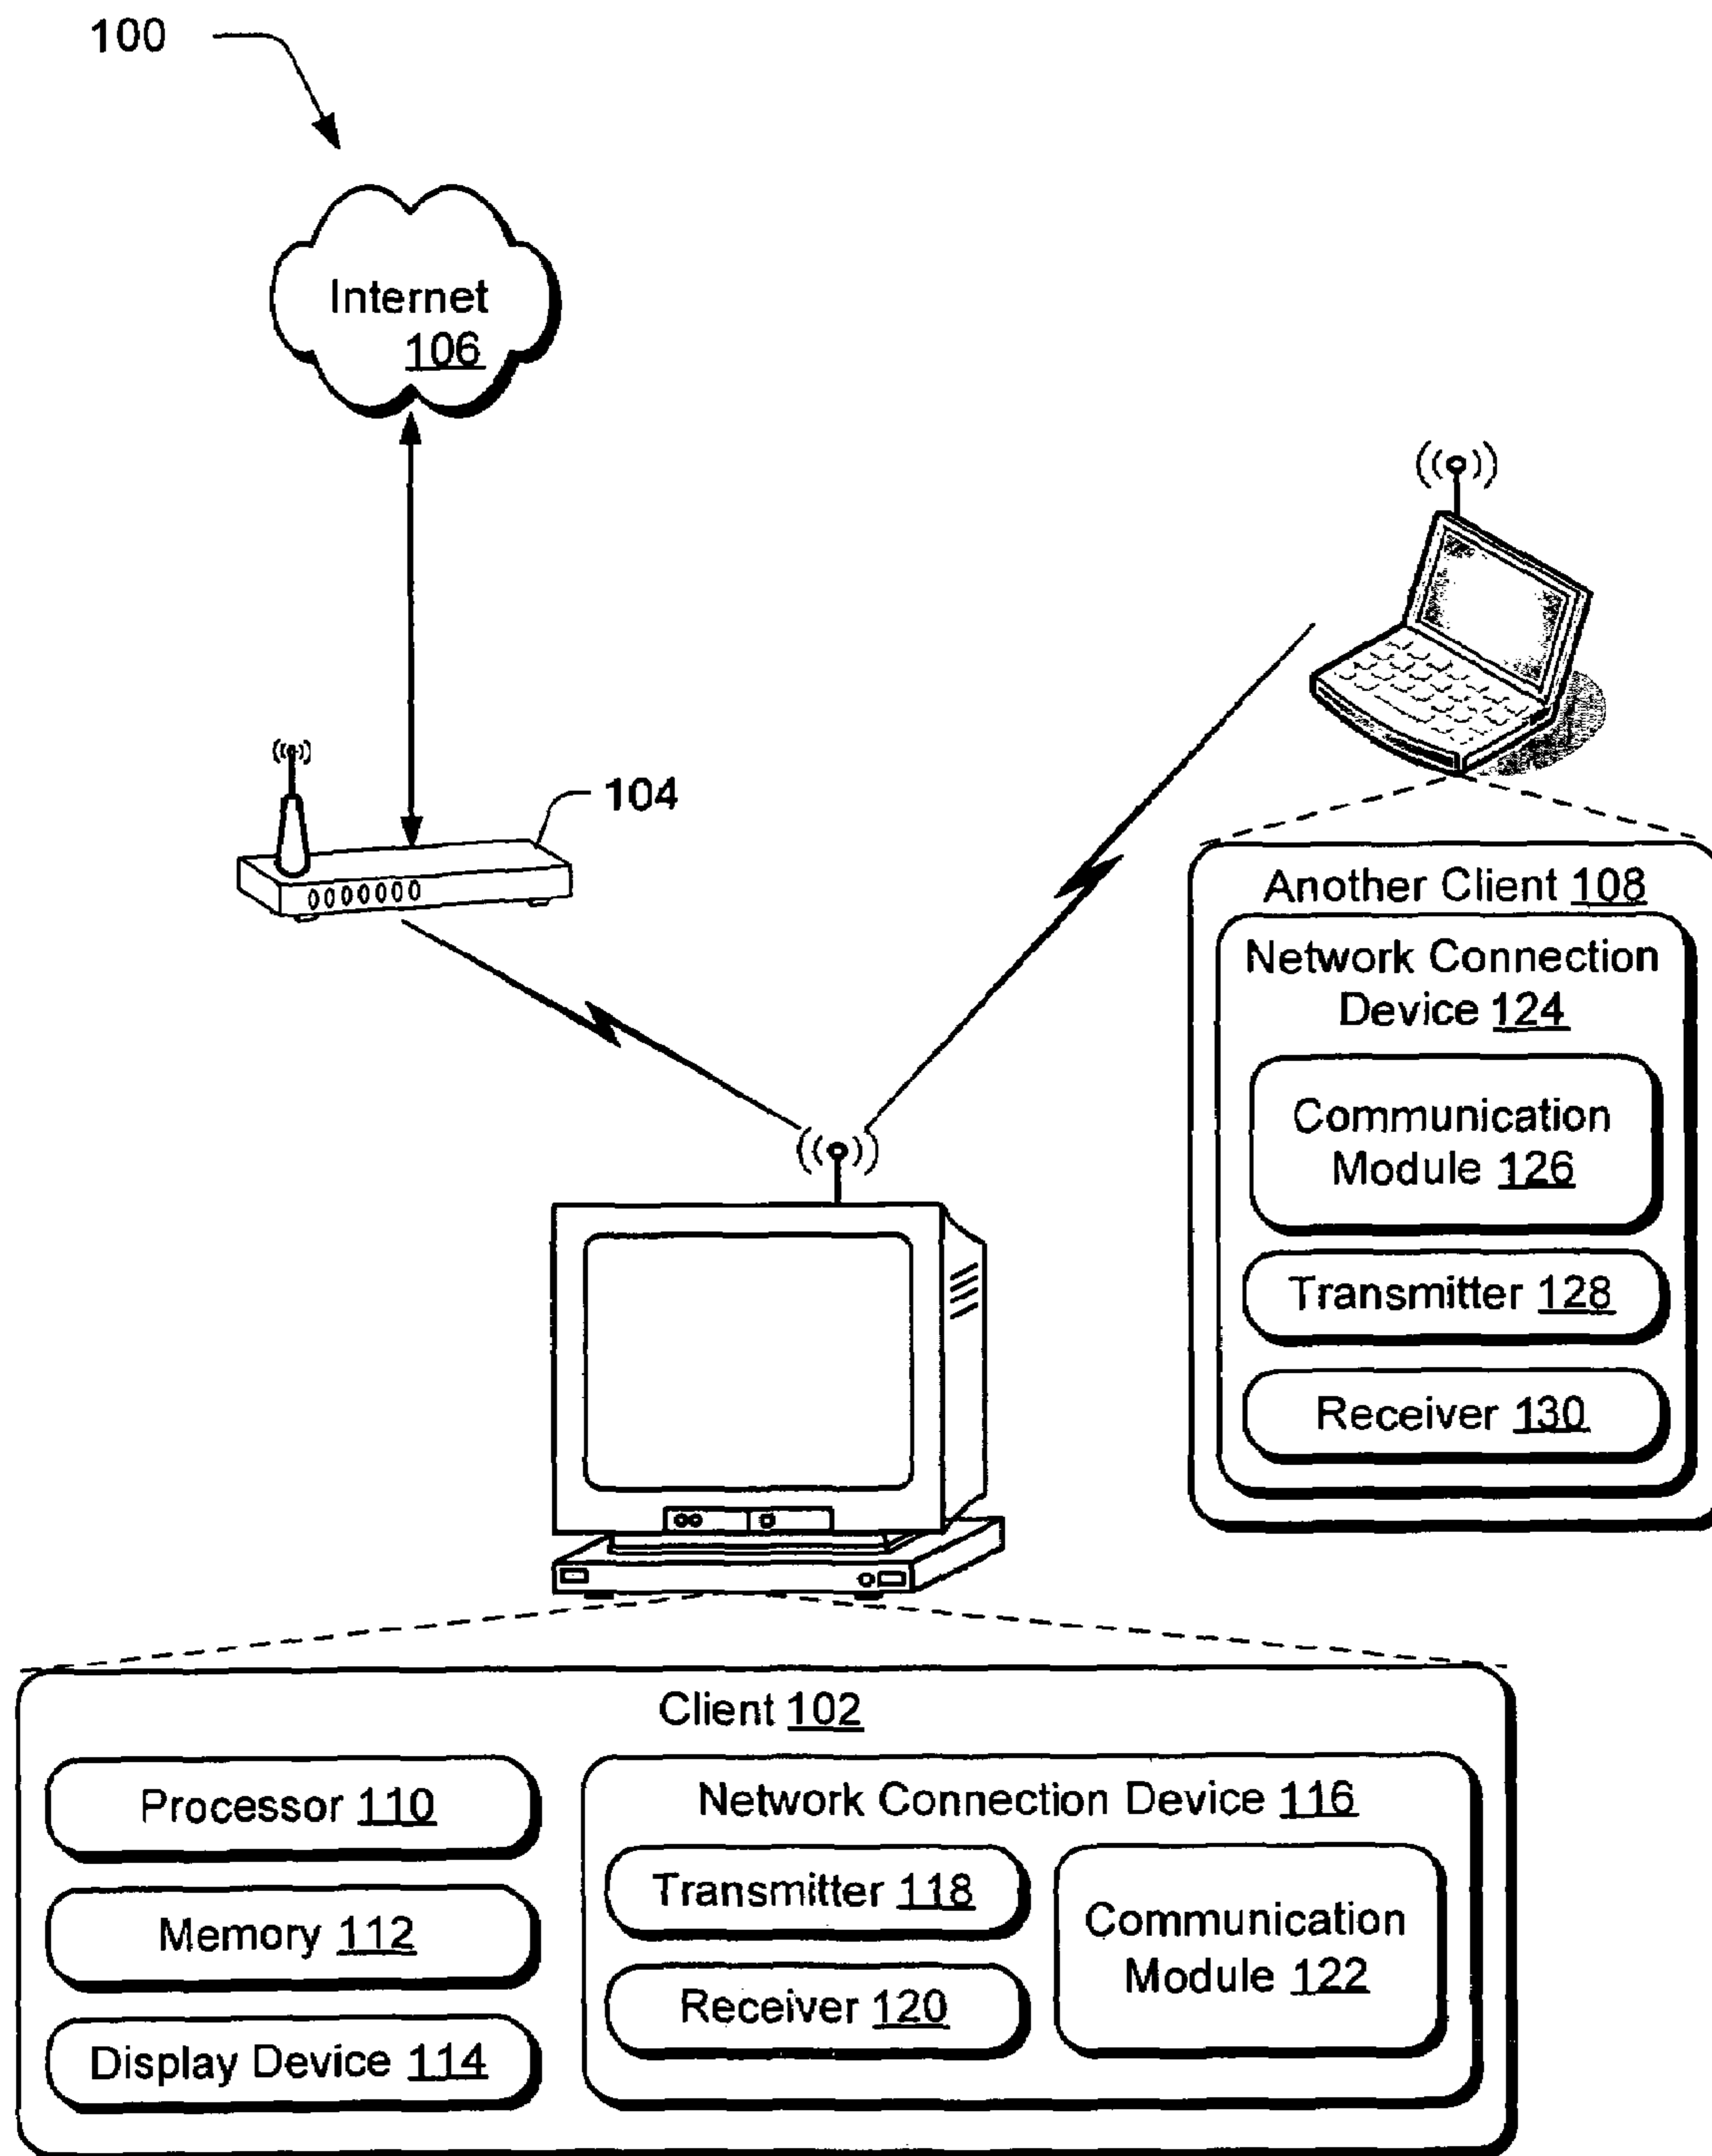 100
Internet
106
104
Another Client 108
Network Connection
Device 124
Communication
Module 126
Transmitter 128
Receiver 130
Client 102
Processor 110
Memory 112
Display Device 114
Network Connection Device 116
Transmitter 118
Receiver 120
Communication
Module 122